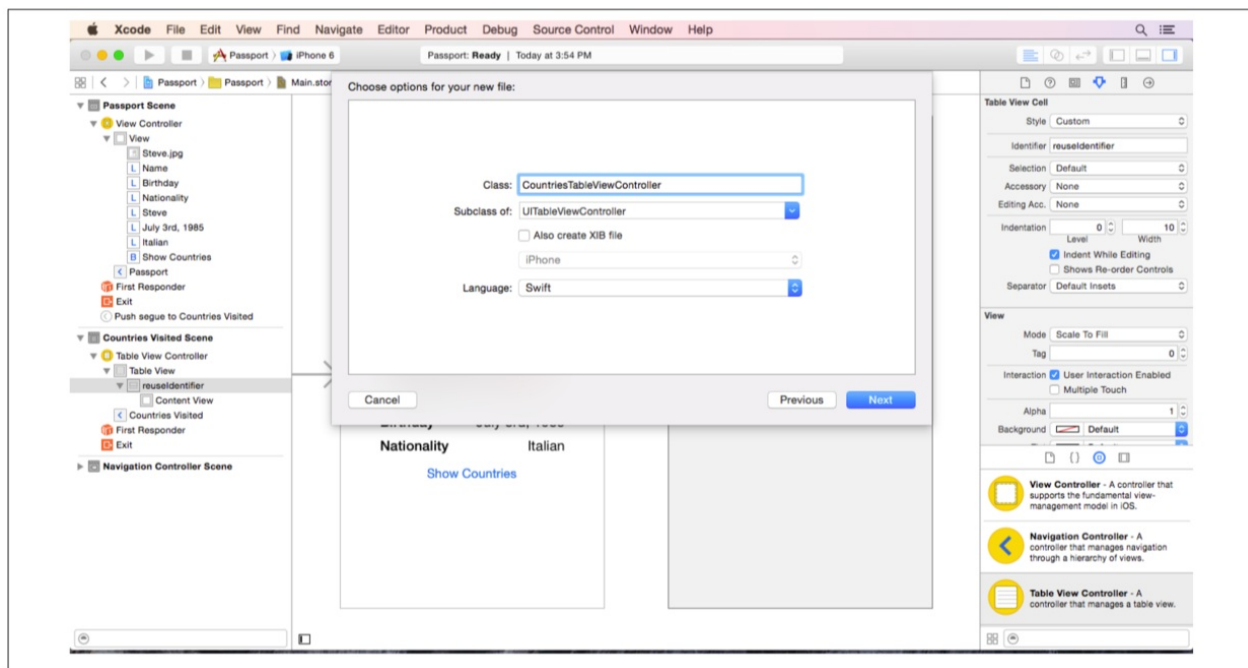 Xcode File Edit View Find Navigate Editor Product Debug Source Control Window Help
Passport iPhone 6
Passport: Ready | Today at 3:54 PM
Passport Passport Main.stor
Passport Scene
View Controller
View
Steve.jpg
L Name
L Birthday
L Nationality
L Steve
L July 3rd, 1985
L Italian
B Show Countries
Passport
First Responder
Exit
Push segue to Countries Visited
Countries Visited Scene
Table View Controller
Table View
reuseIdentifier
Content View
Countries Visited
First Responder
Exit
Navigation Controller Scene
Choose options for your new file:
Class: CountriesTableViewController
Subclass of: UITableViewController
Also create XIB file
iPhone
Language: Swift
Cancel Previous Next
Birthday July 3rd, 1985
Nationality Italian
Show Countries
Table View Cell
Style Custom
Identifier reuseIdentifier
Selection Default
Accessory None
Editing Acc. None
Indentation 0 10
Level Width
Indent While Editing
Shows Re-order Controls
Separator Default Insets
View
Mode Scale To Fill
Tag 0
Interaction User Interaction Enabled
Multiple Touch
Alpha 1
Background Default
View Controller - A controller that
supports the fundamental view-
management model in iOS.
Navigation Controller - A
controller that manages navigation
through a hierarchy of views.
Table View Controller - A
controller that manages a table view.